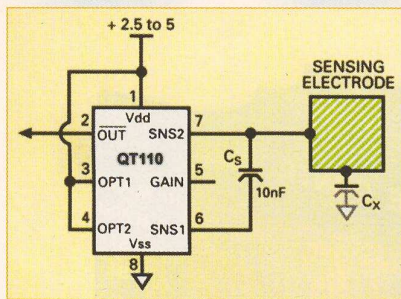 + 2.5 to 5
SENSING
ELECTRODE
1
Vdd
2
OUT
SNS2
7
QT110
3
OPT1
GAIN
5
4
OPT2
SNS1
6
Vss
8
CS
10nF
CX